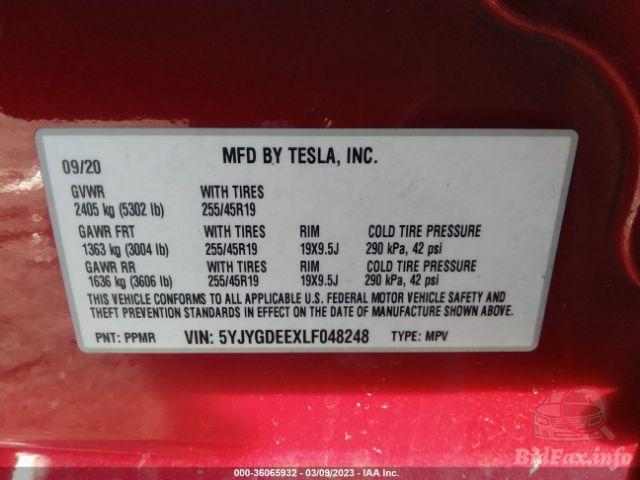 09/20 MFD BY TESLA, INC.
GVWR WITH TIRES
2405 kg (5302 lb) 255/45R19
GAWR FRT WITH TIRES RIM COLD TIRE PRESSURE
1363 kg (3004 lb) 255/45R19 19X9.5J 290 kPa, 42 psi
GAWR RR WITH TIRES RIM COLD TIRE PRESSURE
1636 kg (3606 lb) 255/45R19 19X9.5J 290 kPa, 42 psi
THIS VEHICLE CONFORMS TO ALL APPLICABLE U.S. FEDERAL MOTOR VEHICLE SAFETY AND
THEFT PREVENTION STANDARDS IN EFFECT ON THE DATE OF MANUFACTURE SHOWN ABOVE.
PNT: PPMR VIN: 5YJYGDEEXLF048248 TYPE: MPV
BidFax.info
000-36065932 - 03/09/2023 - IAA Inc.